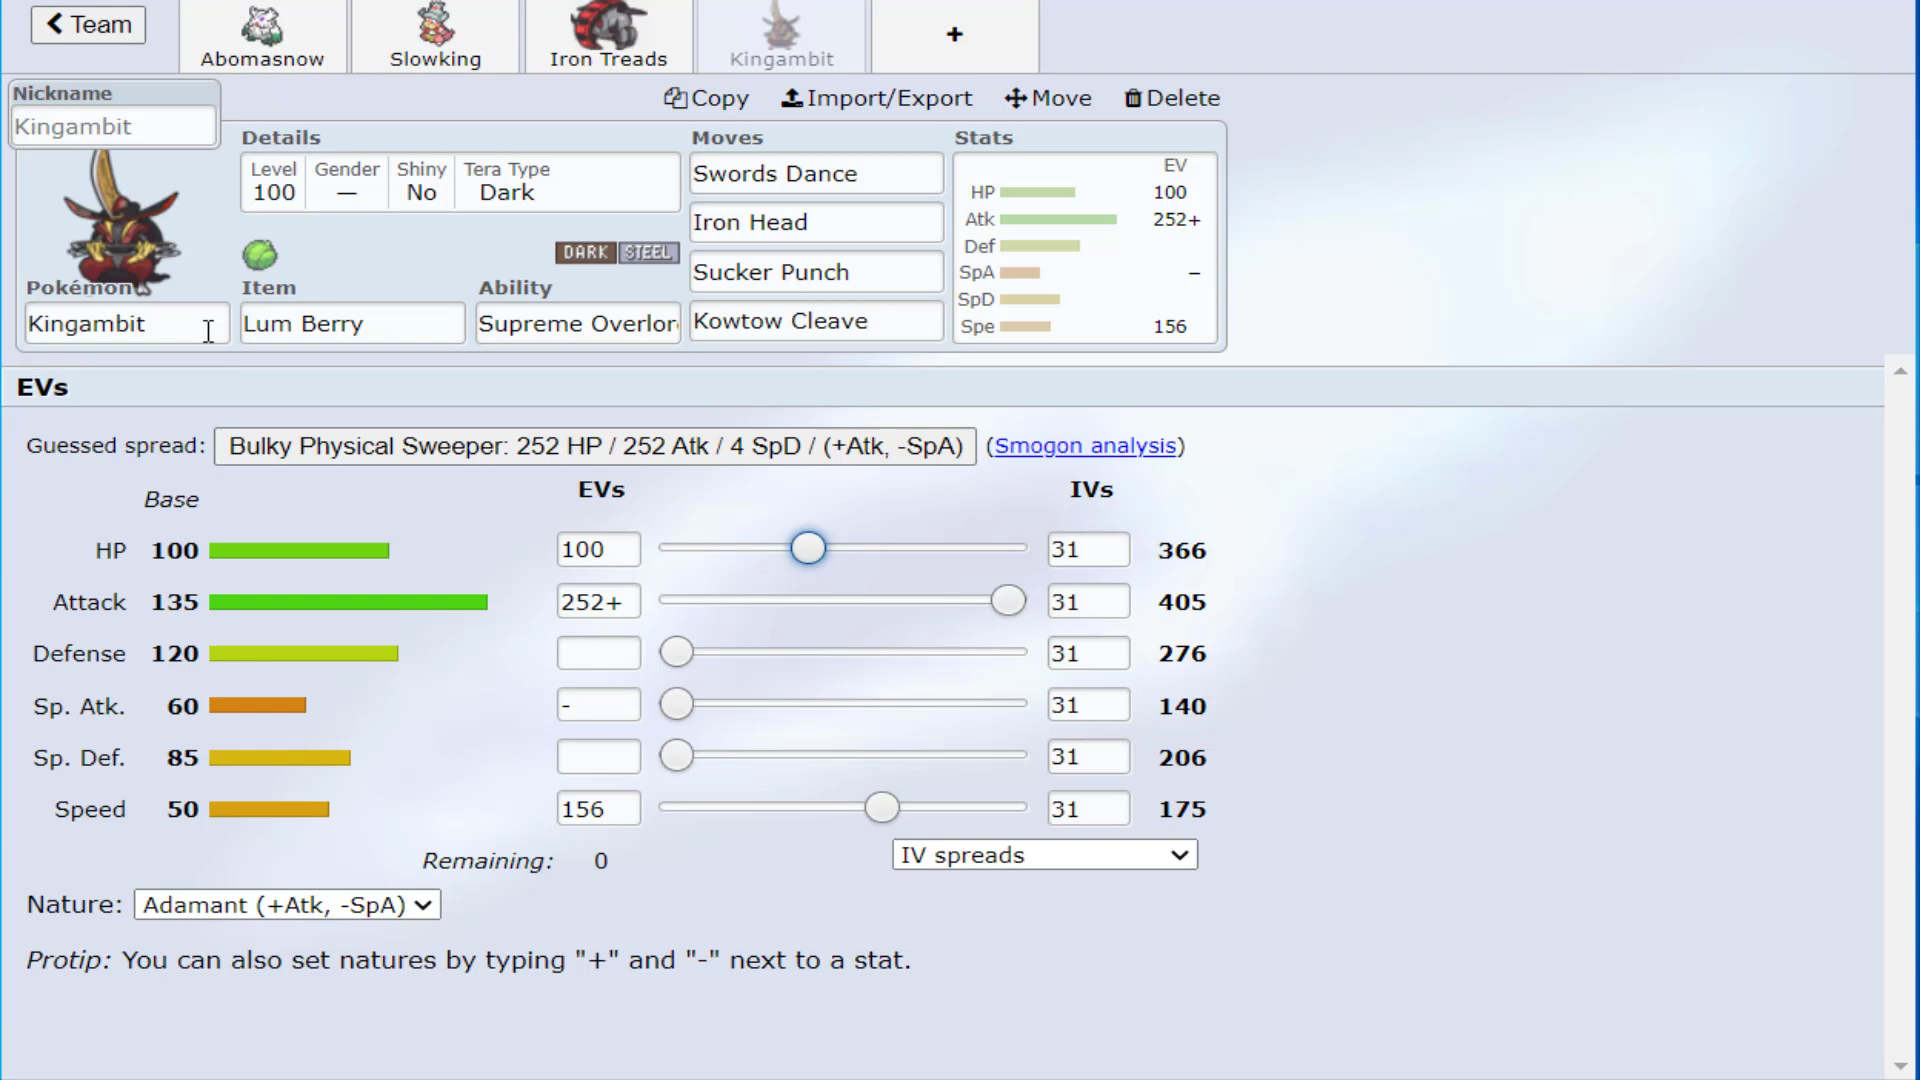 Team
Abomasnow
Slowking
Iron Treads
Kingambit
+
Nickname
Kingambit
Copy
Import/Export
Move
Delete
Details
Level
100
Gender
—
Shiny
No
Tera Type
Dark
DARK
STEEL
Pokémon
Kingambit
Item
Lum Berry
Ability
Supreme Overlor
Moves
Swords Dance
Iron Head
Sucker Punch
Kowtow Cleave
Stats
EV
HP 100
Atk 252+
Def
SpA –
SpD
Spe 156
EVs
Guessed spread: Bulky Physical Sweeper: 252 HP / 252 Atk / 4 SpD / (+Atk, -SpA) (Smogon analysis)
Base EVs IVs
HP 100 100 31 366
Attack 135 252+ 31 405
Defense 120 31 276
Sp. Atk. 60 - 31 140
Sp. Def. 85 31 206
Speed 50 156 31 175
Remaining: 0 IV spreads
Nature: Adamant (+Atk, -SpA)
Protip: You can also set natures by typing "+" and "-" next to a stat.